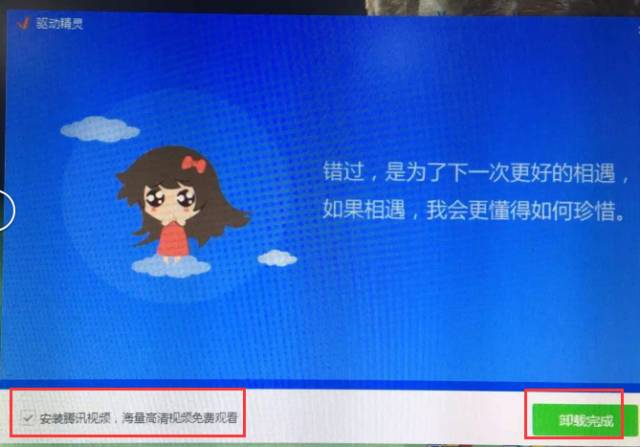 驱动精灵
错过，是为了下一次更好的相遇，
如果相遇，我会更懂得如何珍惜。
安装腾讯视频，海量高清视频免费观看
卸载完成